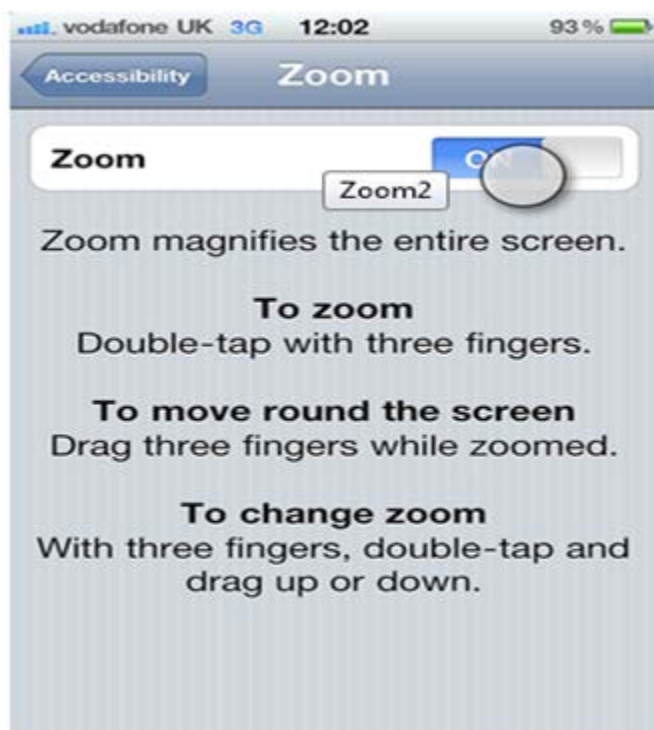 vodafone UK 3G 12:02 93%
Accessibility Zoom
Zoom ON
Zoom2
Zoom magnifies the entire screen.
To zoom
Double-tap with three fingers.
To move round the screen
Drag three fingers while zoomed.
To change zoom
With three fingers, double-tap and
drag up or down.